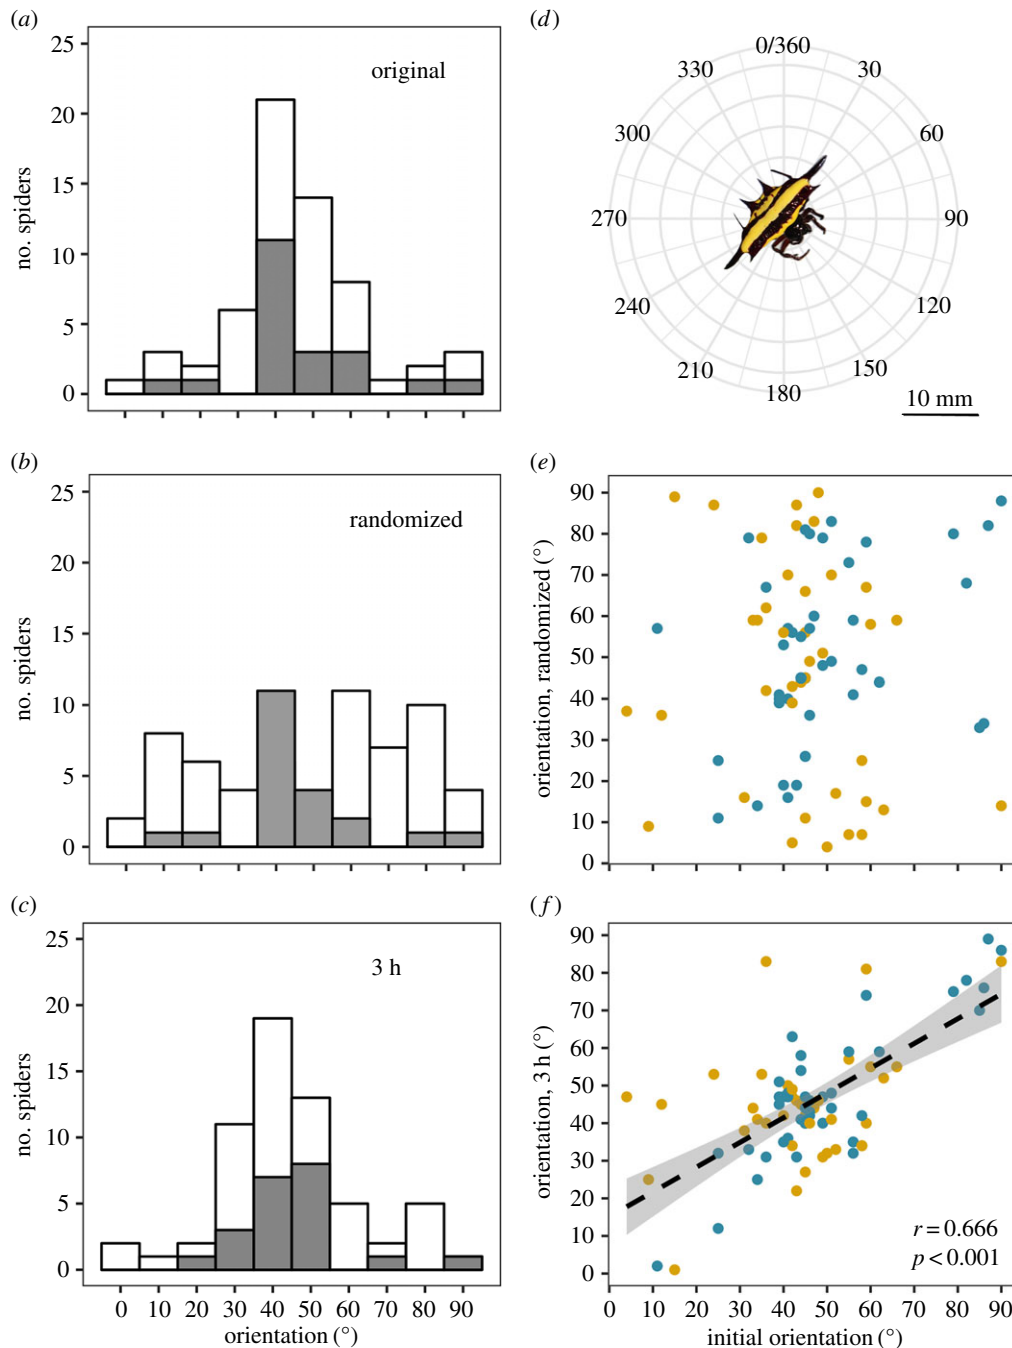 (a)
25
20
15
10
5
0
no. spiders
original
(b)
25
20
15
10
5
0
no. spiders
randomized
(c)
25
20
15
10
5
0
no. spiders
3 h
0 10 20 30 40 50 60 70 80 90
orientation (°)
(d)
0/360
30
60
90
120
150
180
210
240
270
300
330
10 mm
(e)
90
80
70
60
50
40
30
20
10
0
orientation, randomized (°)
(f)
90
80
70
60
50
40
30
20
10
0
orientation, 3 h (°)
r = 0.666
p < 0.001
0 10 20 30 40 50 60 70 80 90
initial orientation (°)